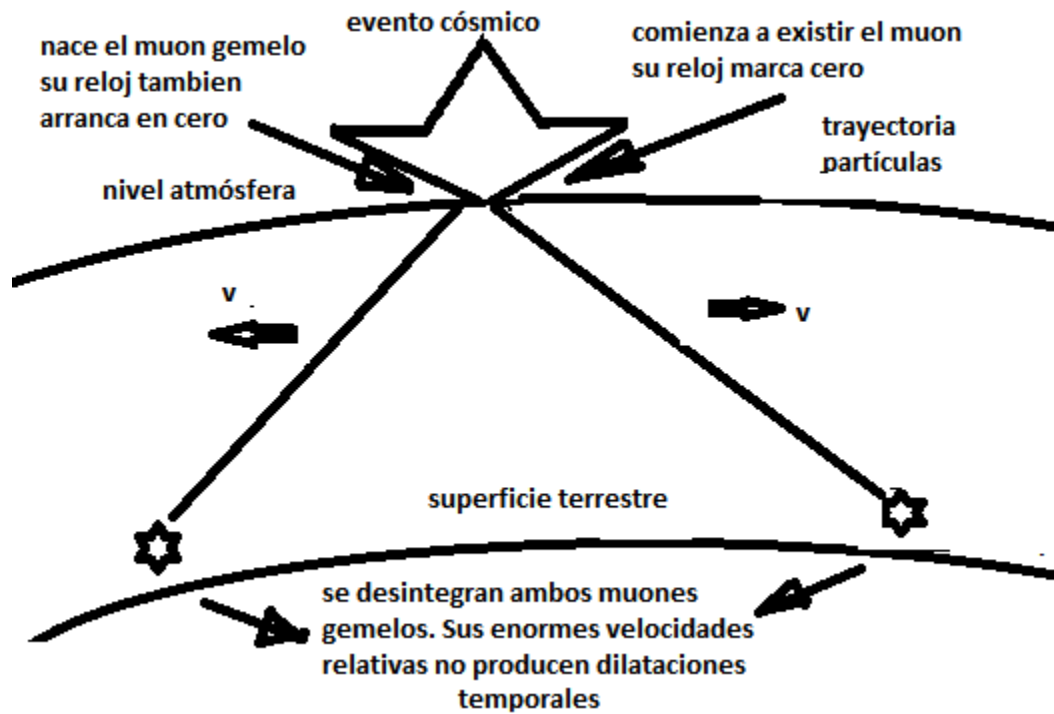 evento cósmico
nace el muon gemelo
su reloj tambien
arranca en cero
comienza a existir el muon
su reloj marca cero
trayectoria
partículas
nivel atmósfera
v
v
superficie terrestre
se desintegran ambos muones
gemelos. Sus enormes velocidades
relativas no producen dilataciones
temporales